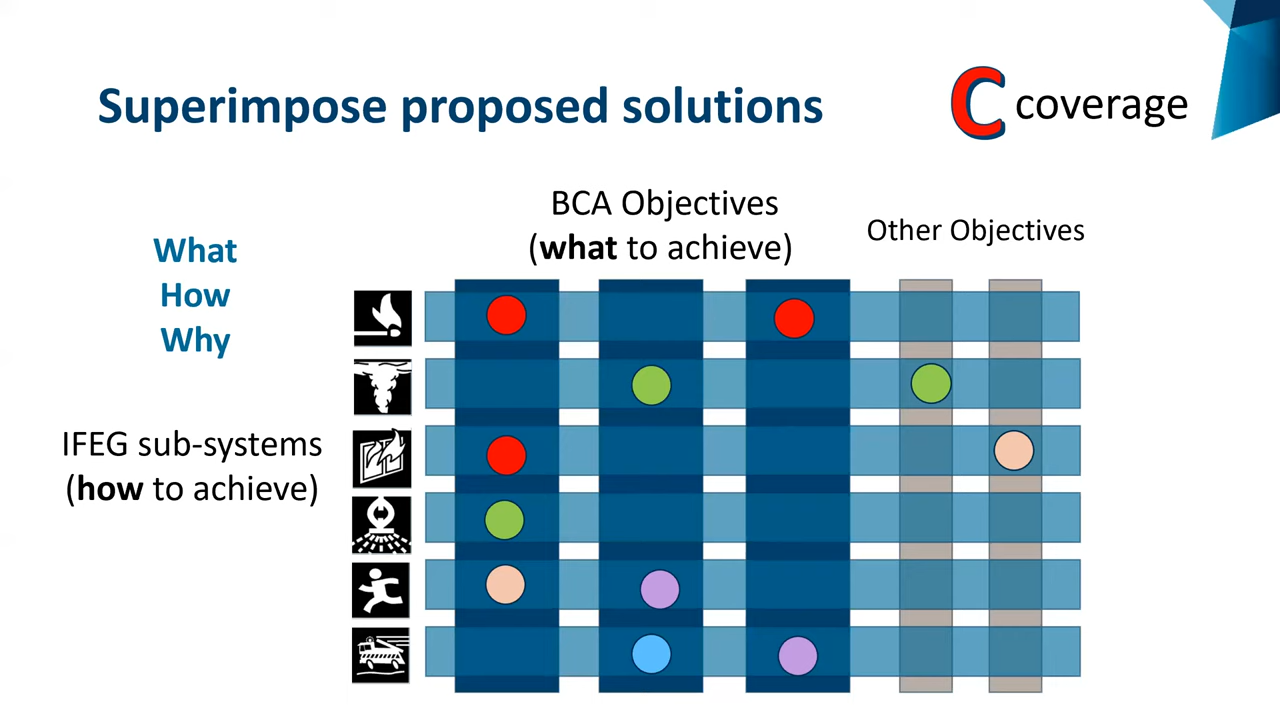 Superimpose proposed solutions
C coverage
BCA Objectives
(what to achieve)
Other Objectives
What
How
Why
IFEG sub-systems
(how to achieve)